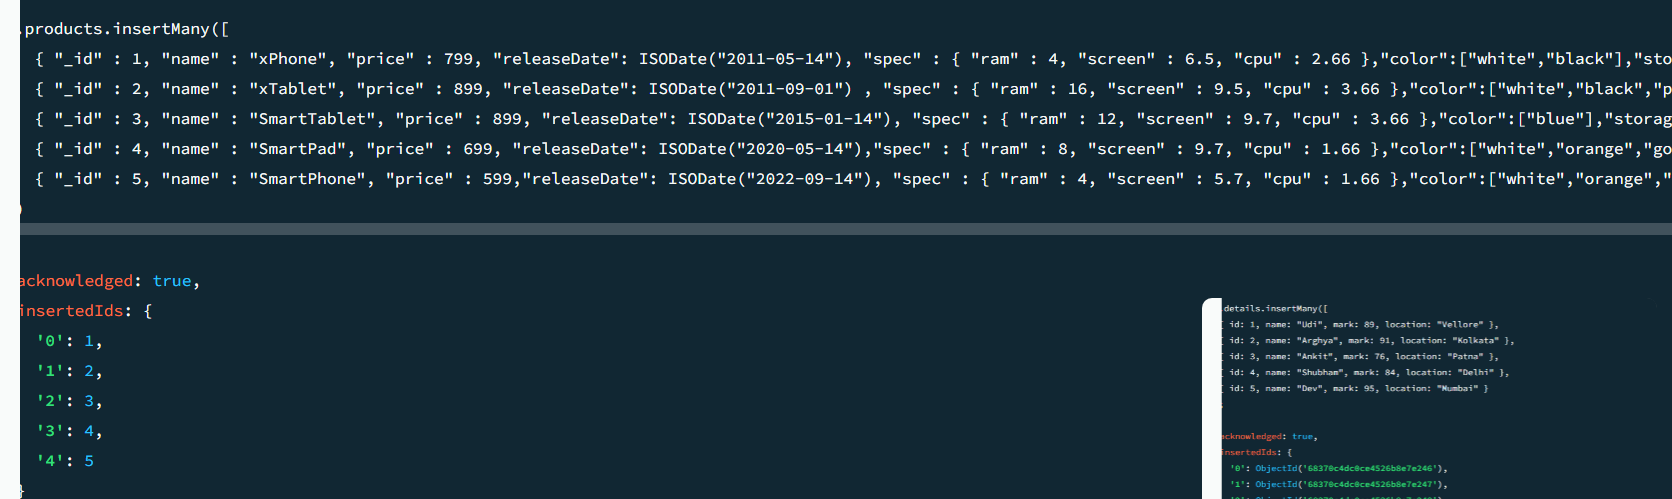 .products.insertMany([
{ "_id" : 1, "name" : "xPhone", "price" : 799, "releaseDate": ISODate("2011-05-14"), "spec" : { "ram" : 4, "screen" : 6.5, "cpu" : 2.66 },"color":["white","black"],"sto
{ "_id" : 2, "name" : "xTablet", "price" : 899, "releaseDate": ISODate("2011-09-01") , "spec" : { "ram" : 16, "screen" : 9.5, "cpu" : 3.66 },"color":["white","black","p
{ "_id" : 3, "name" : "SmartTablet", "price" : 899, "releaseDate": ISODate("2015-01-14"), "spec" : { "ram" : 12, "screen" : 9.7, "cpu" : 3.66 },"color":["blue"],"storag
{ "_id" : 4, "name" : "SmartPad", "price" : 699, "releaseDate": ISODate("2020-05-14"),"spec" : { "ram" : 8, "screen" : 9.7, "cpu" : 1.66 },"color":["white","orange","go
{ "_id" : 5, "name" : "SmartPhone", "price" : 599,"releaseDate": ISODate("2022-09-14"), "spec" : { "ram" : 4, "screen" : 5.7, "cpu" : 1.66 },"color":["white","orange","
)
acknowledged: true,
insertedIds: {
'0': 1,
'1': 2,
'2': 3,
'3': 4,
'4': 5
}
details.insertMany([
{ id: 1, name: "Udi", mark: 89, location: "Vellore" },
{ id: 2, name: "Arghya", mark: 91, location: "Kolkata" },
{ id: 3, name: "Ankit", mark: 76, location: "Patna" },
{ id: 4, name: "Shubham", mark: 84, location: "Delhi" },
{ id: 5, name: "Dev", mark: 95, location: "Mumbai" }
acknowledged: true,
insertedIds: {
'0': ObjectId('68370c4dc0ce4526b8e7e246'),
'1': ObjectId('68370c4dc0ce4526b8e7e247'),